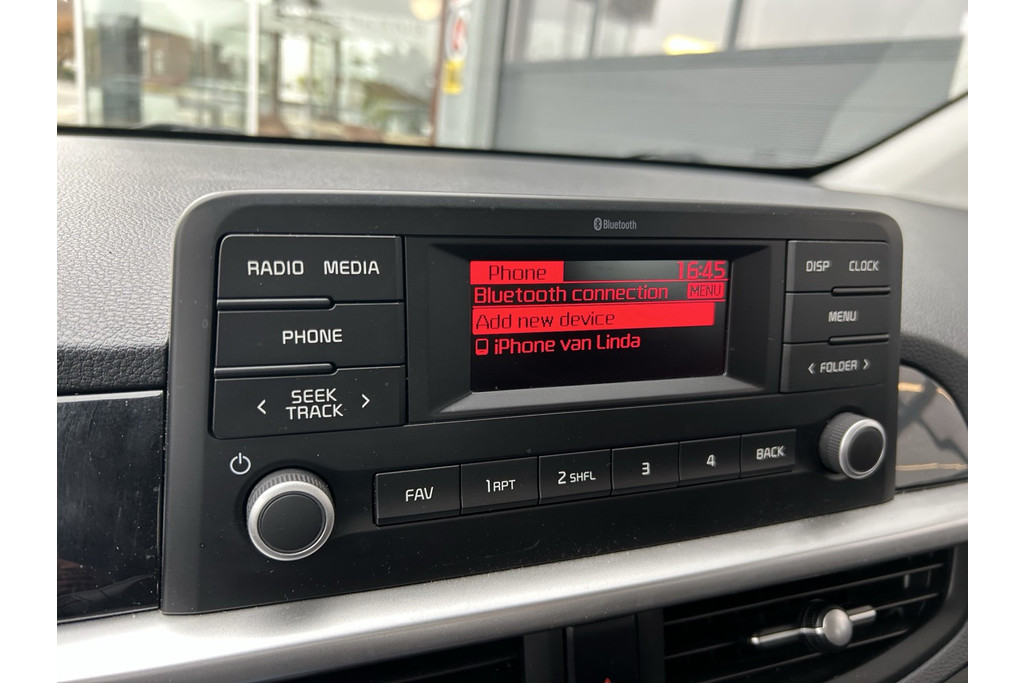 Bluetooth
RADIO MEDIA
PHONE
< SEEK TRACK >
Phone 16:45
Bluetooth connection MENU
Add new device
iPhone van Linda
DISP CLOCK
MENU
< FOLDER >
FAV 1 RPT 2 SHFL 3 4 BACK